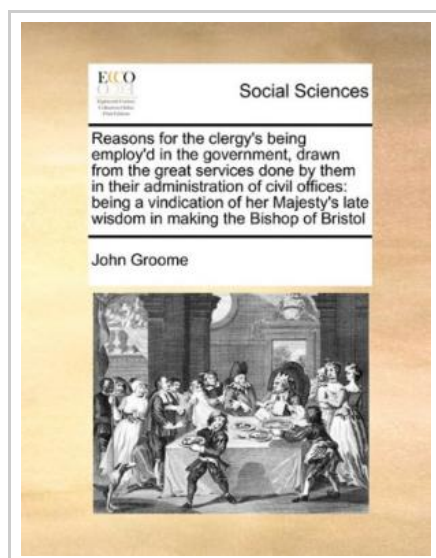 ECCO
Social Sciences
Reasons for the clergy's being
employ'd in the government, drawn
from the great services done by them
in their administration of civil offices:
being a vindication of her Majesty's late
wisdom in making the Bishop of Bristol
John Groome